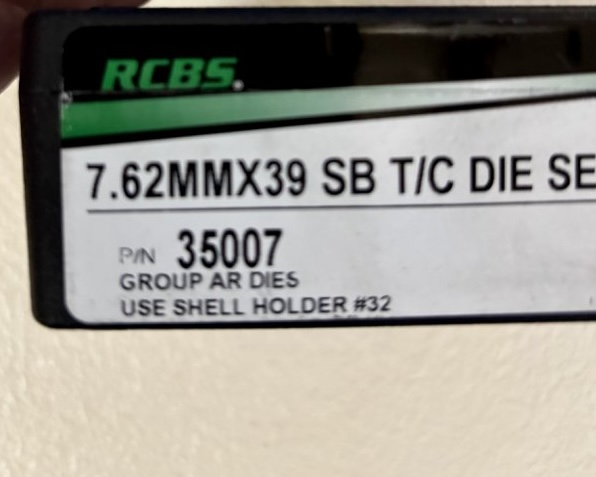 RCBS.
7.62MMX39 SB T/C DIE SE
P/N 35007
GROUP AR DIES
USE SHELL HOLDER #32